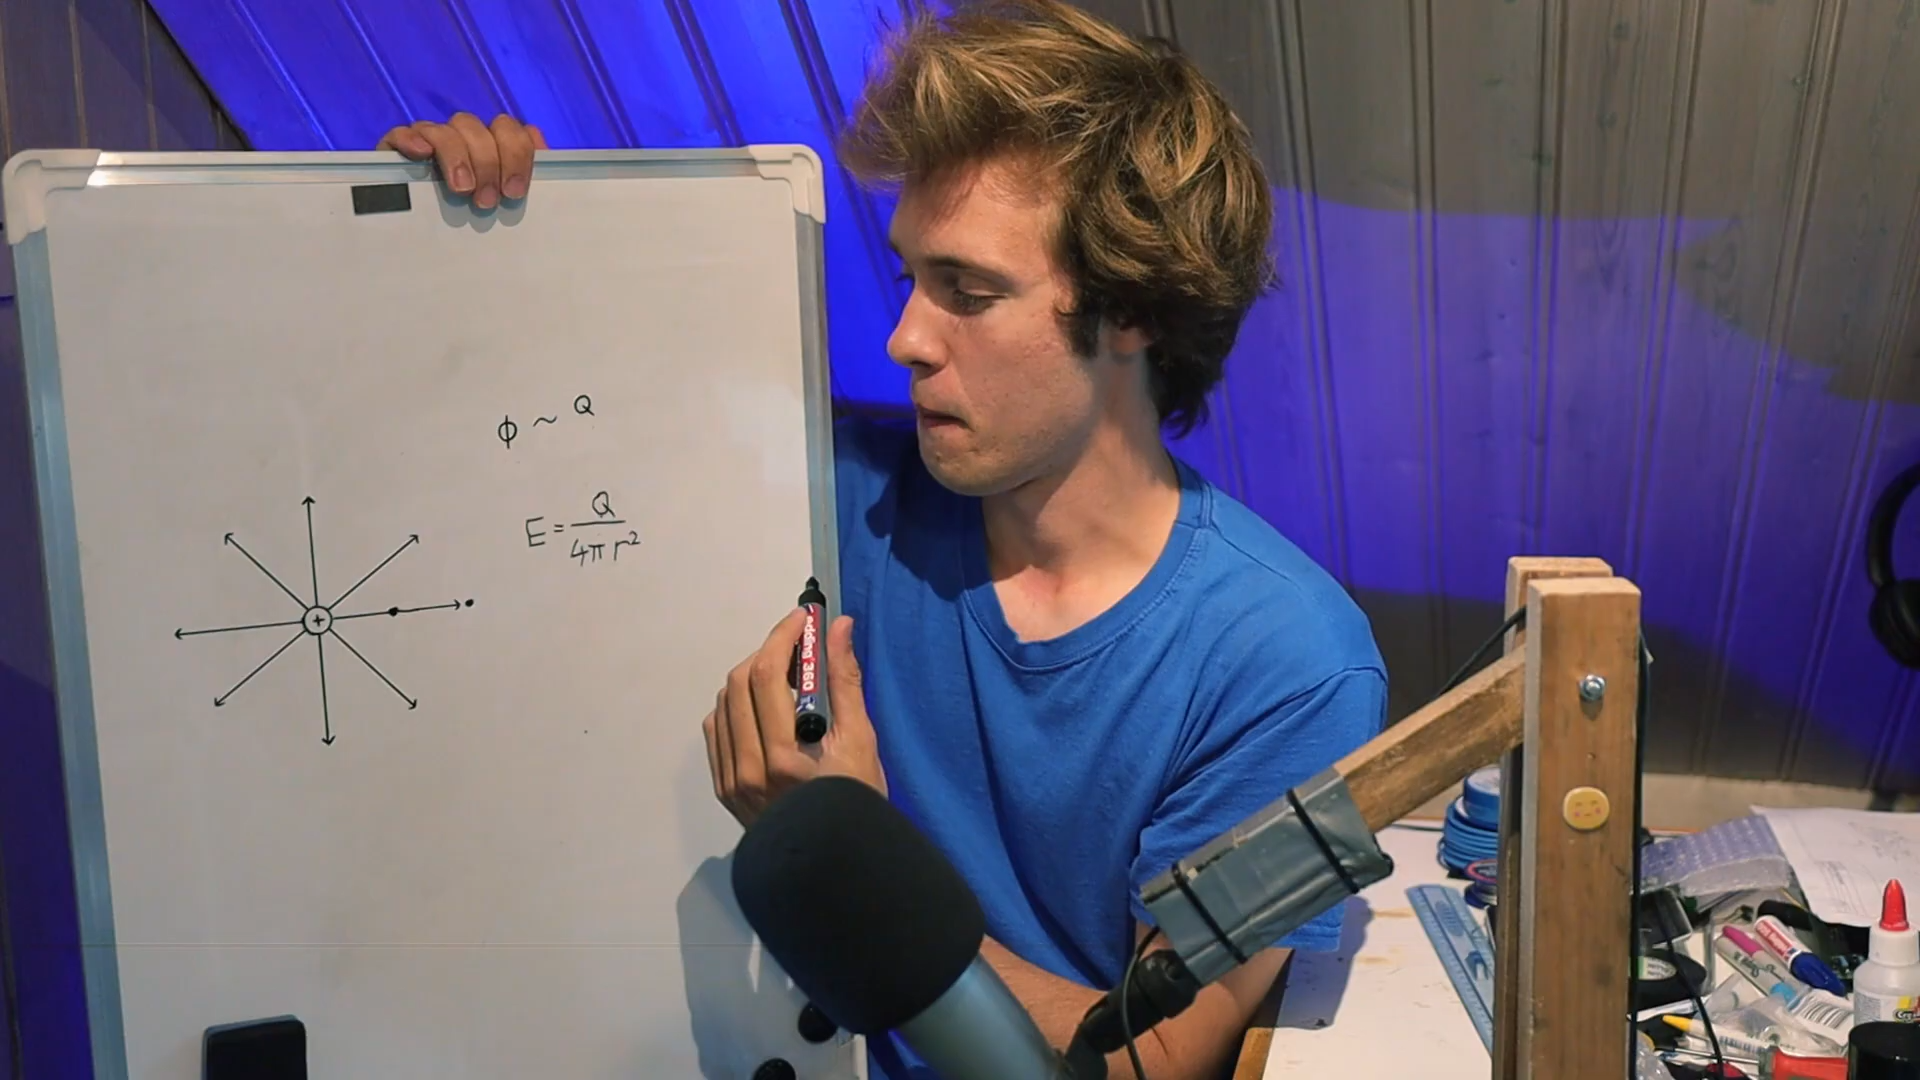 ϕ ~ Q
E = Q / 4π r²
+
edding 360